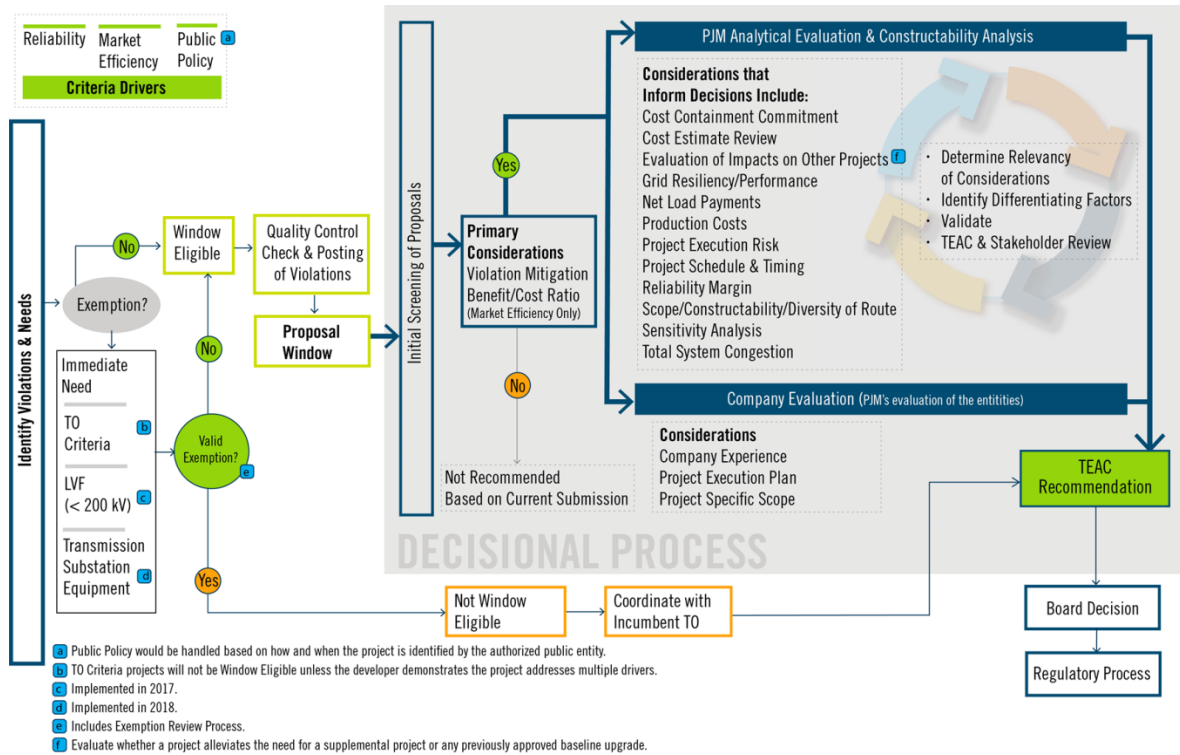 Reliability
Market
Efficiency
Public
Policy
a
Criteria Drivers
Identify Violations & Needs
Exemption?
No
Immediate
Need
TO
Criteria
b
LVF
(< 200 kV)
c
Transmission
Substation
Equipment
d
Valid
Exemption?
e
No
Yes
Window
Eligible
Quality Control
Check & Posting
of Violations
Proposal
Window
Initial Screening of Proposals
Primary
Considerations
Violation Mitigation
Benefit/Cost Ratio
(Market Efficiency Only)
Yes
No
Not Recommended
Based on Current Submission
PJM Analytical Evaluation & Constructability Analysis
Considerations that
Inform Decisions Include:
Cost Containment Commitment
Cost Estimate Review
Evaluation of Impacts on Other Projects
f
Grid Resiliency/Performance
Net Load Payments
Production Costs
Project Execution Risk
Project Schedule & Timing
Reliability Margin
Scope/Constructability/Diversity of Route
Sensitivity Analysis
Total System Congestion
· Determine Relevancy
of Considerations
· Identify Differentiating Factors
· Validate
· TEAC & Stakeholder Review
Company Evaluation (PJM's evaluation of the entitities)
Considerations
Company Experience
Project Execution Plan
Project Specific Scope
DECISIONAL PROCESS
TEAC
Recommendation
Not Window
Eligible
Coordinate with
Incumbent TO
Board Decision
Regulatory Process
a Public Policy would be handled based on how and when the project is identified by the authorized public entity.
b TO Criteria projects will not be Window Eligible unless the developer demonstrates the project addresses multiple drivers.
c Implemented in 2017.
d Implemented in 2018.
e Includes Exemption Review Process.
f Evaluate whether a project alleviates the need for a supplemental project or any previously approved baseline upgrade.